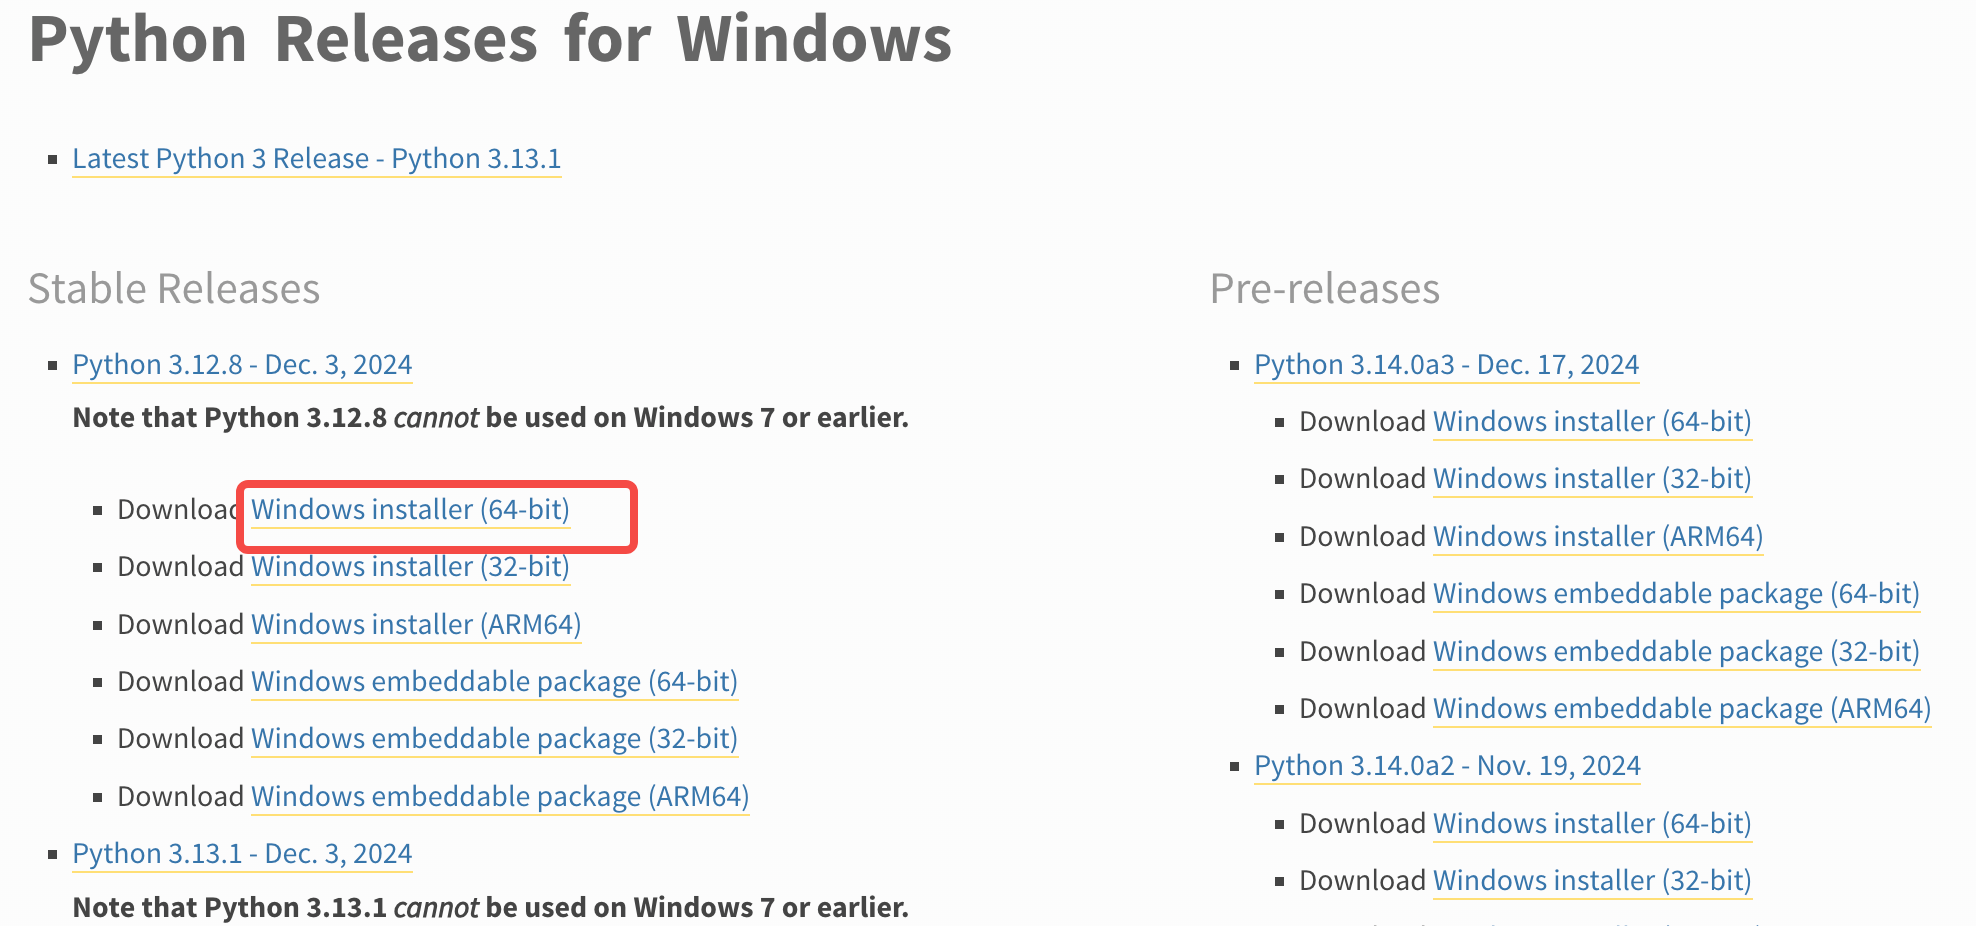 Python Releases for Windows
Latest Python 3 Release - Python 3.13.1
Stable Releases
Python 3.12.8 - Dec. 3, 2024
Note that Python 3.12.8 cannot be used on Windows 7 or earlier.
Download Windows installer (64-bit)
Download Windows installer (32-bit)
Download Windows installer (ARM64)
Download Windows embeddable package (64-bit)
Download Windows embeddable package (32-bit)
Download Windows embeddable package (ARM64)
Python 3.13.1 - Dec. 3, 2024
Note that Python 3.13.1 cannot be used on Windows 7 or earlier.
Pre-releases
Python 3.14.0a3 - Dec. 17, 2024
Download Windows installer (64-bit)
Download Windows installer (32-bit)
Download Windows installer (ARM64)
Download Windows embeddable package (64-bit)
Download Windows embeddable package (32-bit)
Download Windows embeddable package (ARM64)
Python 3.14.0a2 - Nov. 19, 2024
Download Windows installer (64-bit)
Download Windows installer (32-bit)